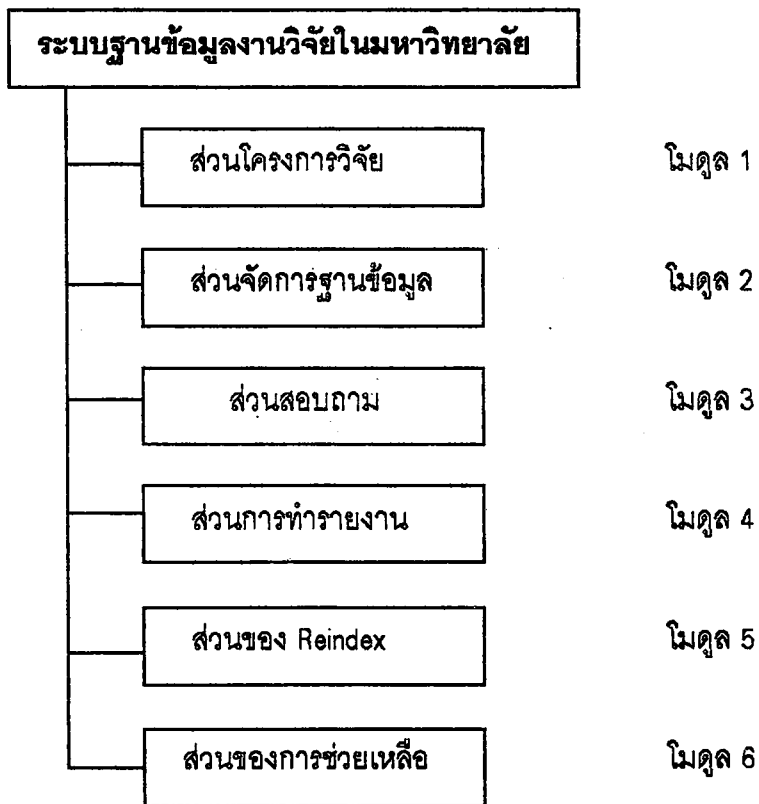 ระบบฐานข้อมูลงานวิจัยในมหาวิทยาลัย
ส่วนโครงการวิจัย โมดูล 1
ส่วนจัดการฐานข้อมูล โมดูล 2
ส่วนสอบถาม โมดูล 3
ส่วนการทำรายงาน โมดูล 4
ส่วนของ Reindex โมดูล 5
ส่วนของการช่วยเหลือ โมดูล 6